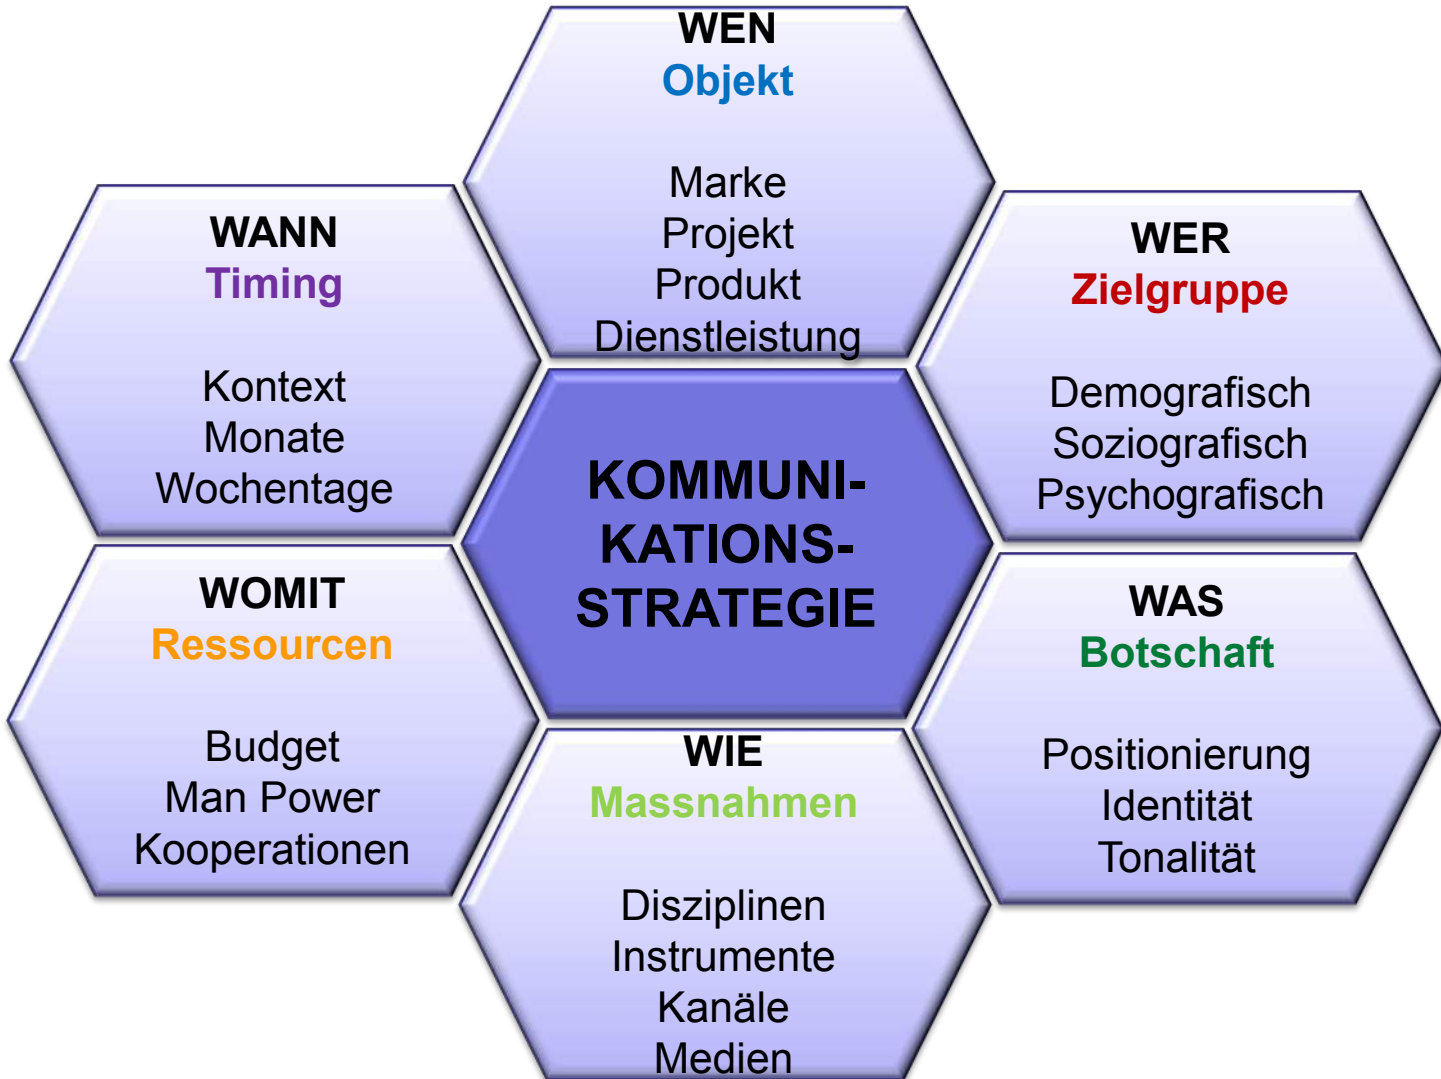 WEN
Objekt
Marke
Projekt
Produkt
Dienstleistung
WER
Zielgruppe
Demografisch
Soziografisch
Psychografisch
WAS
Botschaft
Positionierung
Identität
Tonalität
WIE
Massnahmen
Disziplinen
Instrumente
Kanäle
Medien
WOMIT
Ressourcen
Budget
Man Power
Kooperationen
WANN
Timing
Kontext
Monate
Wochentage
KOMMUNI-
KATIONS-
STRATEGIE